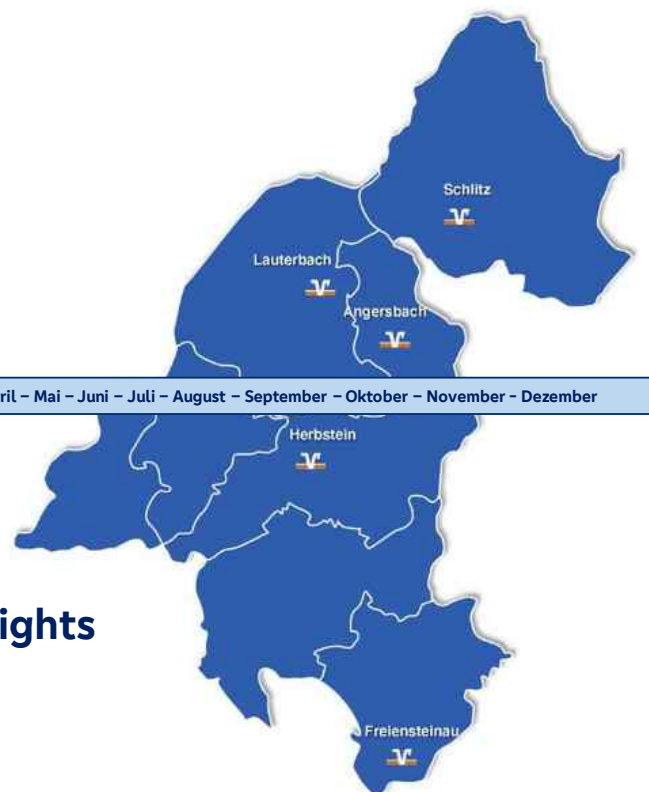 Schlitz
Lauterbach
Angersbach
ril – Mai – Juni – Juli – August – September – Oktober – November - Dezember
Herbstein
ights
Freiensteinau